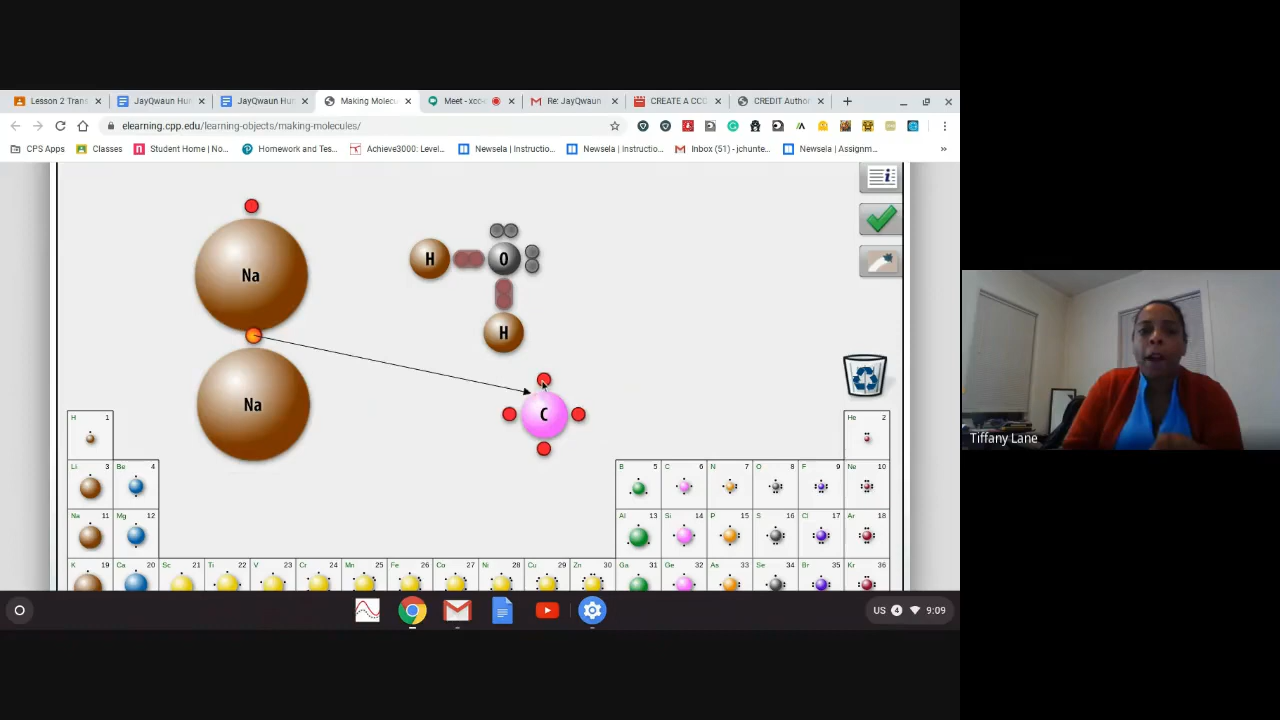 Lesson 2 Trans
JayQwaun Hun
JayQwaun Hun
Making Molecu
Meet - xco
Re: JayQwaun
CREATE A CCC
CREDIT Author
elearning.cpp.edu/learning-objects/making-molecules/
CPS Apps
Classes
Student Home | No...
Homework and Tes...
Achieve3000: Level...
Newsela | Instructio...
Newsela | Instructio...
Inbox (51) - jchunte...
Newsela | Assignm...
»
Na
H
O
H
Na
C
Tiffany Lane
H 1
He 2
Li 3
Be 4
B 5
C 6
N 7
O 8
F 9
Ne 10
Na 11
Mg 12
Al 13
Si 14
P 15
S 16
Cl 17
Ar 18
K 19
Ca 20
Sc 21
Ti 22
V 23
Cr 24
Mn 25
Fe 26
Co 27
Ni 28
Cu 29
Zn 30
Ga 31
Ge 32
As 33
Se 34
Br 35
Kr 36
US 4 9:09